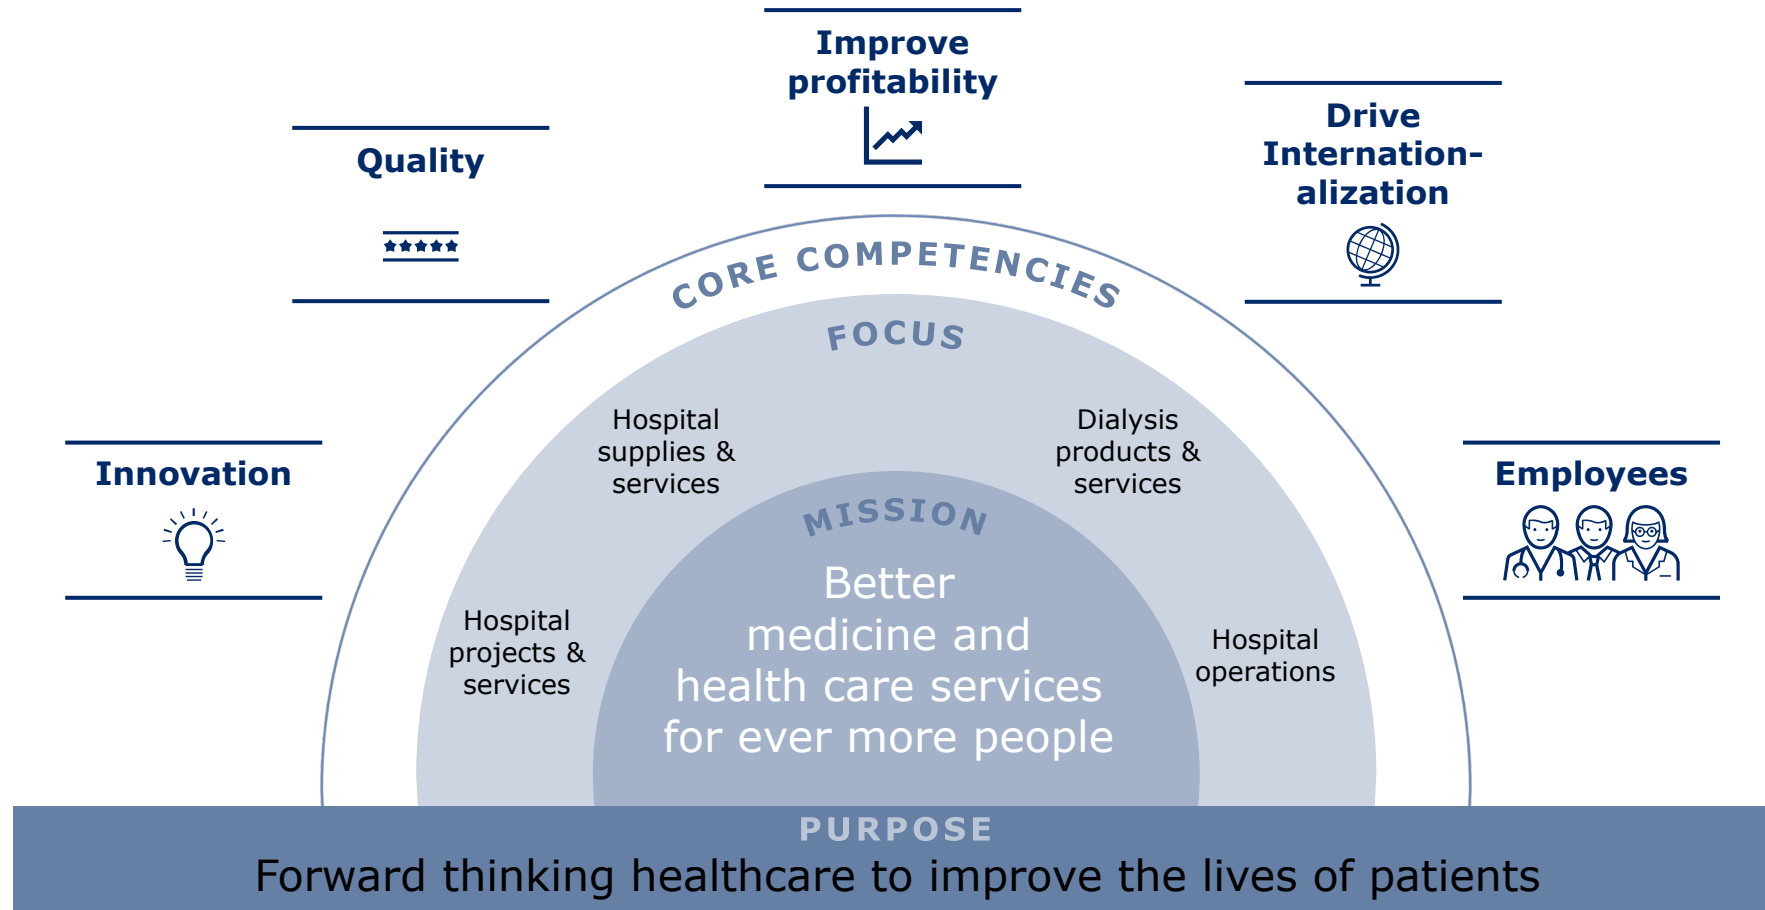 Improve
profitability
Quality
Drive
Internation-
alization
Innovation
Employees
CORE COMPETENCIES
FOCUS
Hospital
supplies &
services
Dialysis
products &
services
Hospital
projects &
services
Hospital
operations
MISSION
Better
medicine and
health care services
for ever more people
PURPOSE
Forward thinking healthcare to improve the lives of patients